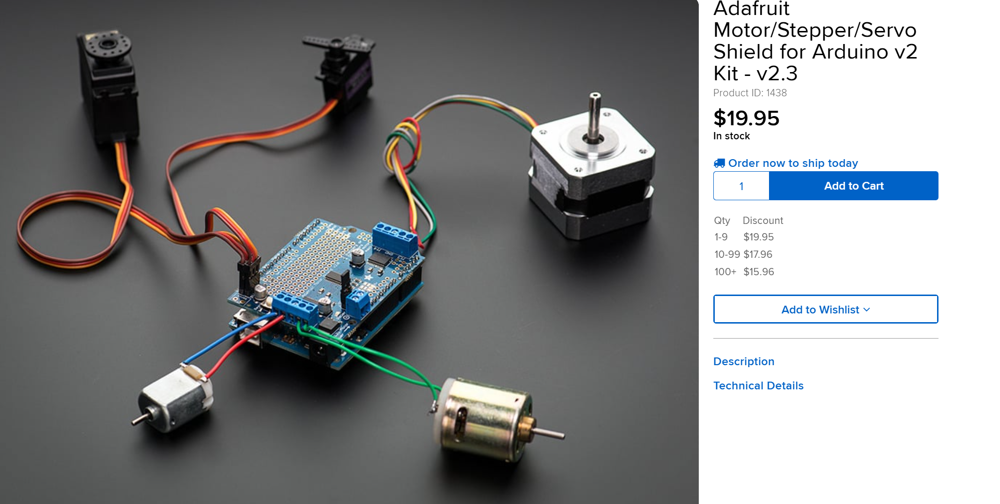 Adafruit
Motor/Stepper/Servo
Shield for Arduino v2
Kit - v2.3
Product ID: 1438
$19.95
In stock
Order now to ship today
1
Add to Cart
Qty Discount
1-9 $19.95
10-99 $17.96
100+ $15.96
Add to Wishlist
Description
Technical Details